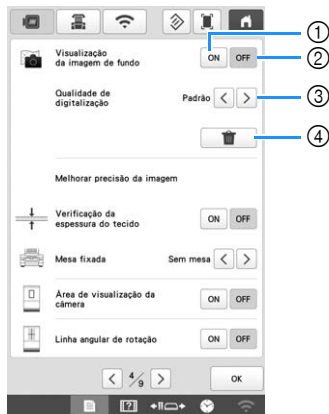 Visualização
da imagem de fundo
ON OFF
①
②
Qualidade de
digitalização
Padrão < >
③
④
Melhorar precisão da imagem
Verificação da
espessura do tecido
ON OFF
Mesa fixada
Sem mesa < >
Área de visualização da
câmera
ON OFF
Linha angular de rotação
ON OFF
< 4/9 >
OK